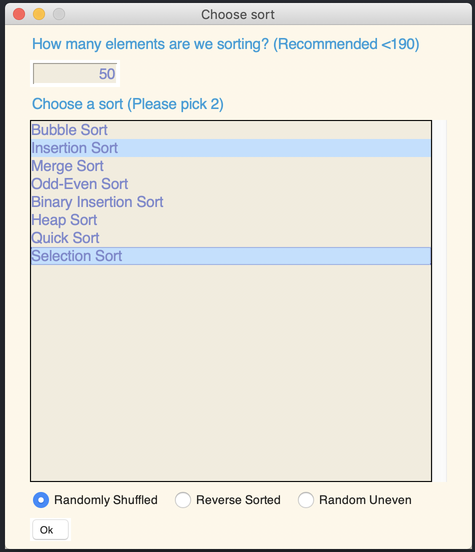 Choose sort
How many elements are we sorting? (Recommended <190)
50
Choose a sort (Please pick 2)
Bubble Sort
Insertion Sort
Merge Sort
Odd-Even Sort
Binary Insertion Sort
Heap Sort
Quick Sort
Selection Sort
Randomly Shuffled Reverse Sorted Random Uneven
Ok